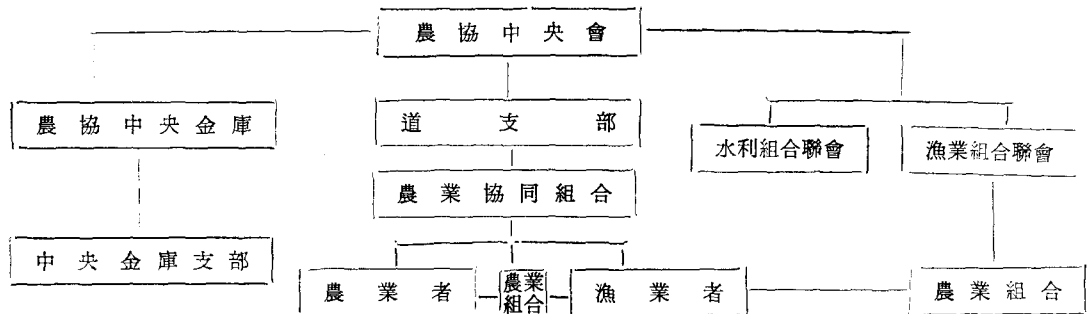 農協中央會
農協中央金庫
道支部
水利組合聯會
漁業組合聯會
農業協同組合
中央金庫支部
農業者
農業
組合
漁業者
農業組合